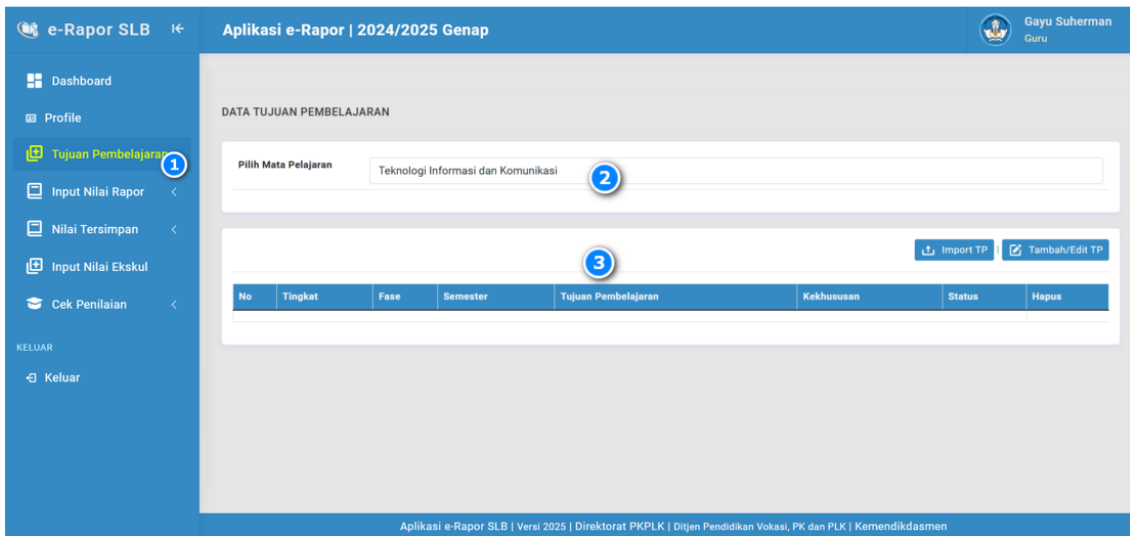 e-Rapor SLB
Aplikasi e-Rapor | 2024/2025 Genap
Gayu Suherman
Guru
Dashboard
Profile
Tujuan Pembelajaran
1
Input Nilai Rapor
Nilai Tersimpan
Input Nilai Ekskul
Cek Penilaian
KELUAR
Keluar
DATA TUJUAN PEMBELAJARAN
Pilih Mata Pelajaran
Teknologi Informasi dan Komunikasi
2
3
Import TP | Tambah/Edit TP
No Tingkat Fase Semester Tujuan Pembelajaran Kekhususan Status Hapus
Aplikasi e-Rapor SLB | Versi 2025 | Direktorat PKPLK | Ditjen Pendidikan Vokasi, PK dan PLK | Kemendikdasmen